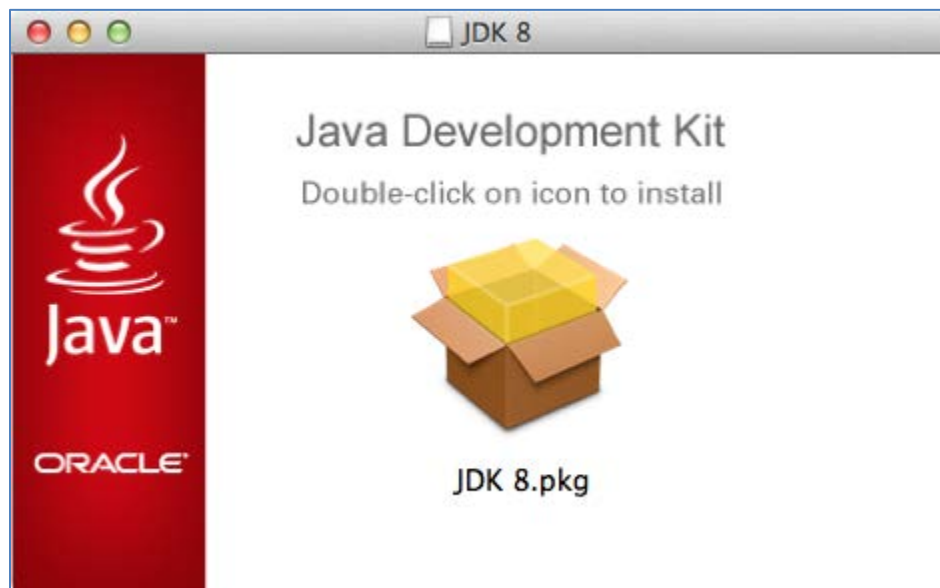 JDK 8
Java Development Kit
Double-click on icon to install
Java™
ORACLE®
JDK 8.pkg